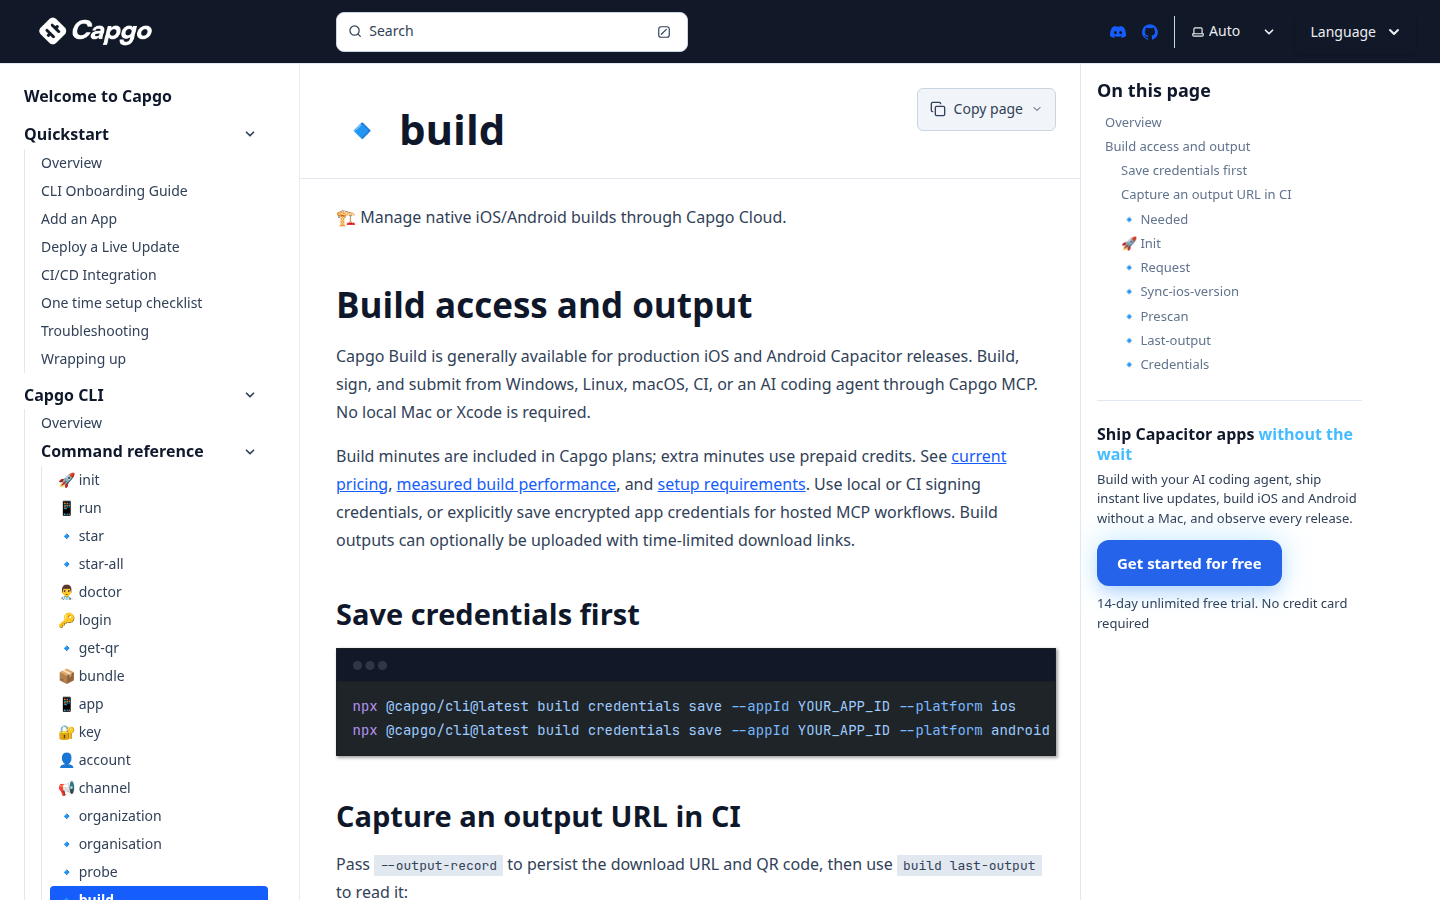 Capgo
Search
Auto
Language
Welcome to Capgo
Quickstart
Overview
CLI Onboarding Guide
Add an App
Deploy a Live Update
CI/CD Integration
One time setup checklist
Troubleshooting
Wrapping up
Capgo CLI
Overview
Command reference
🚀 init
📱 run
🔹 star
🔹 star-all
👨‍⚕️ doctor
🔑 login
🔹 get-qr
📦 bundle
📱 app
🔐 key
👤 account
📢 channel
🔹 organization
🔹 organisation
🔹 probe
🔹 build
🔹 build
Copy page
🏗️ Manage native iOS/Android builds through Capgo Cloud.
Build access and output
Capgo Build is generally available for production iOS and Android Capacitor releases. Build,
sign, and submit from Windows, Linux, macOS, CI, or an AI coding agent through Capgo MCP.
No local Mac or Xcode is required.
Build minutes are included in Capgo plans; extra minutes use prepaid credits. See current
pricing, measured build performance, and setup requirements. Use local or CI signing
credentials, or explicitly save encrypted app credentials for hosted MCP workflows. Build
outputs can optionally be uploaded with time-limited download links.
Save credentials first
npx @capgo/cli@latest build credentials save --appId YOUR_APP_ID --platform ios
npx @capgo/cli@latest build credentials save --appId YOUR_APP_ID --platform android
Capture an output URL in CI
Pass --output-record to persist the download URL and QR code, then use build last-output
to read it:
On this page
Overview
Build access and output
Save credentials first
Capture an output URL in CI
🔹 Needed
🚀 Init
🔹 Request
🔹 Sync-ios-version
🔹 Prescan
🔹 Last-output
🔹 Credentials
Ship Capacitor apps without the
wait
Build with your AI coding agent, ship
instant live updates, build iOS and Android
without a Mac, and observe every release.
Get started for free
14-day unlimited free trial. No credit card
required